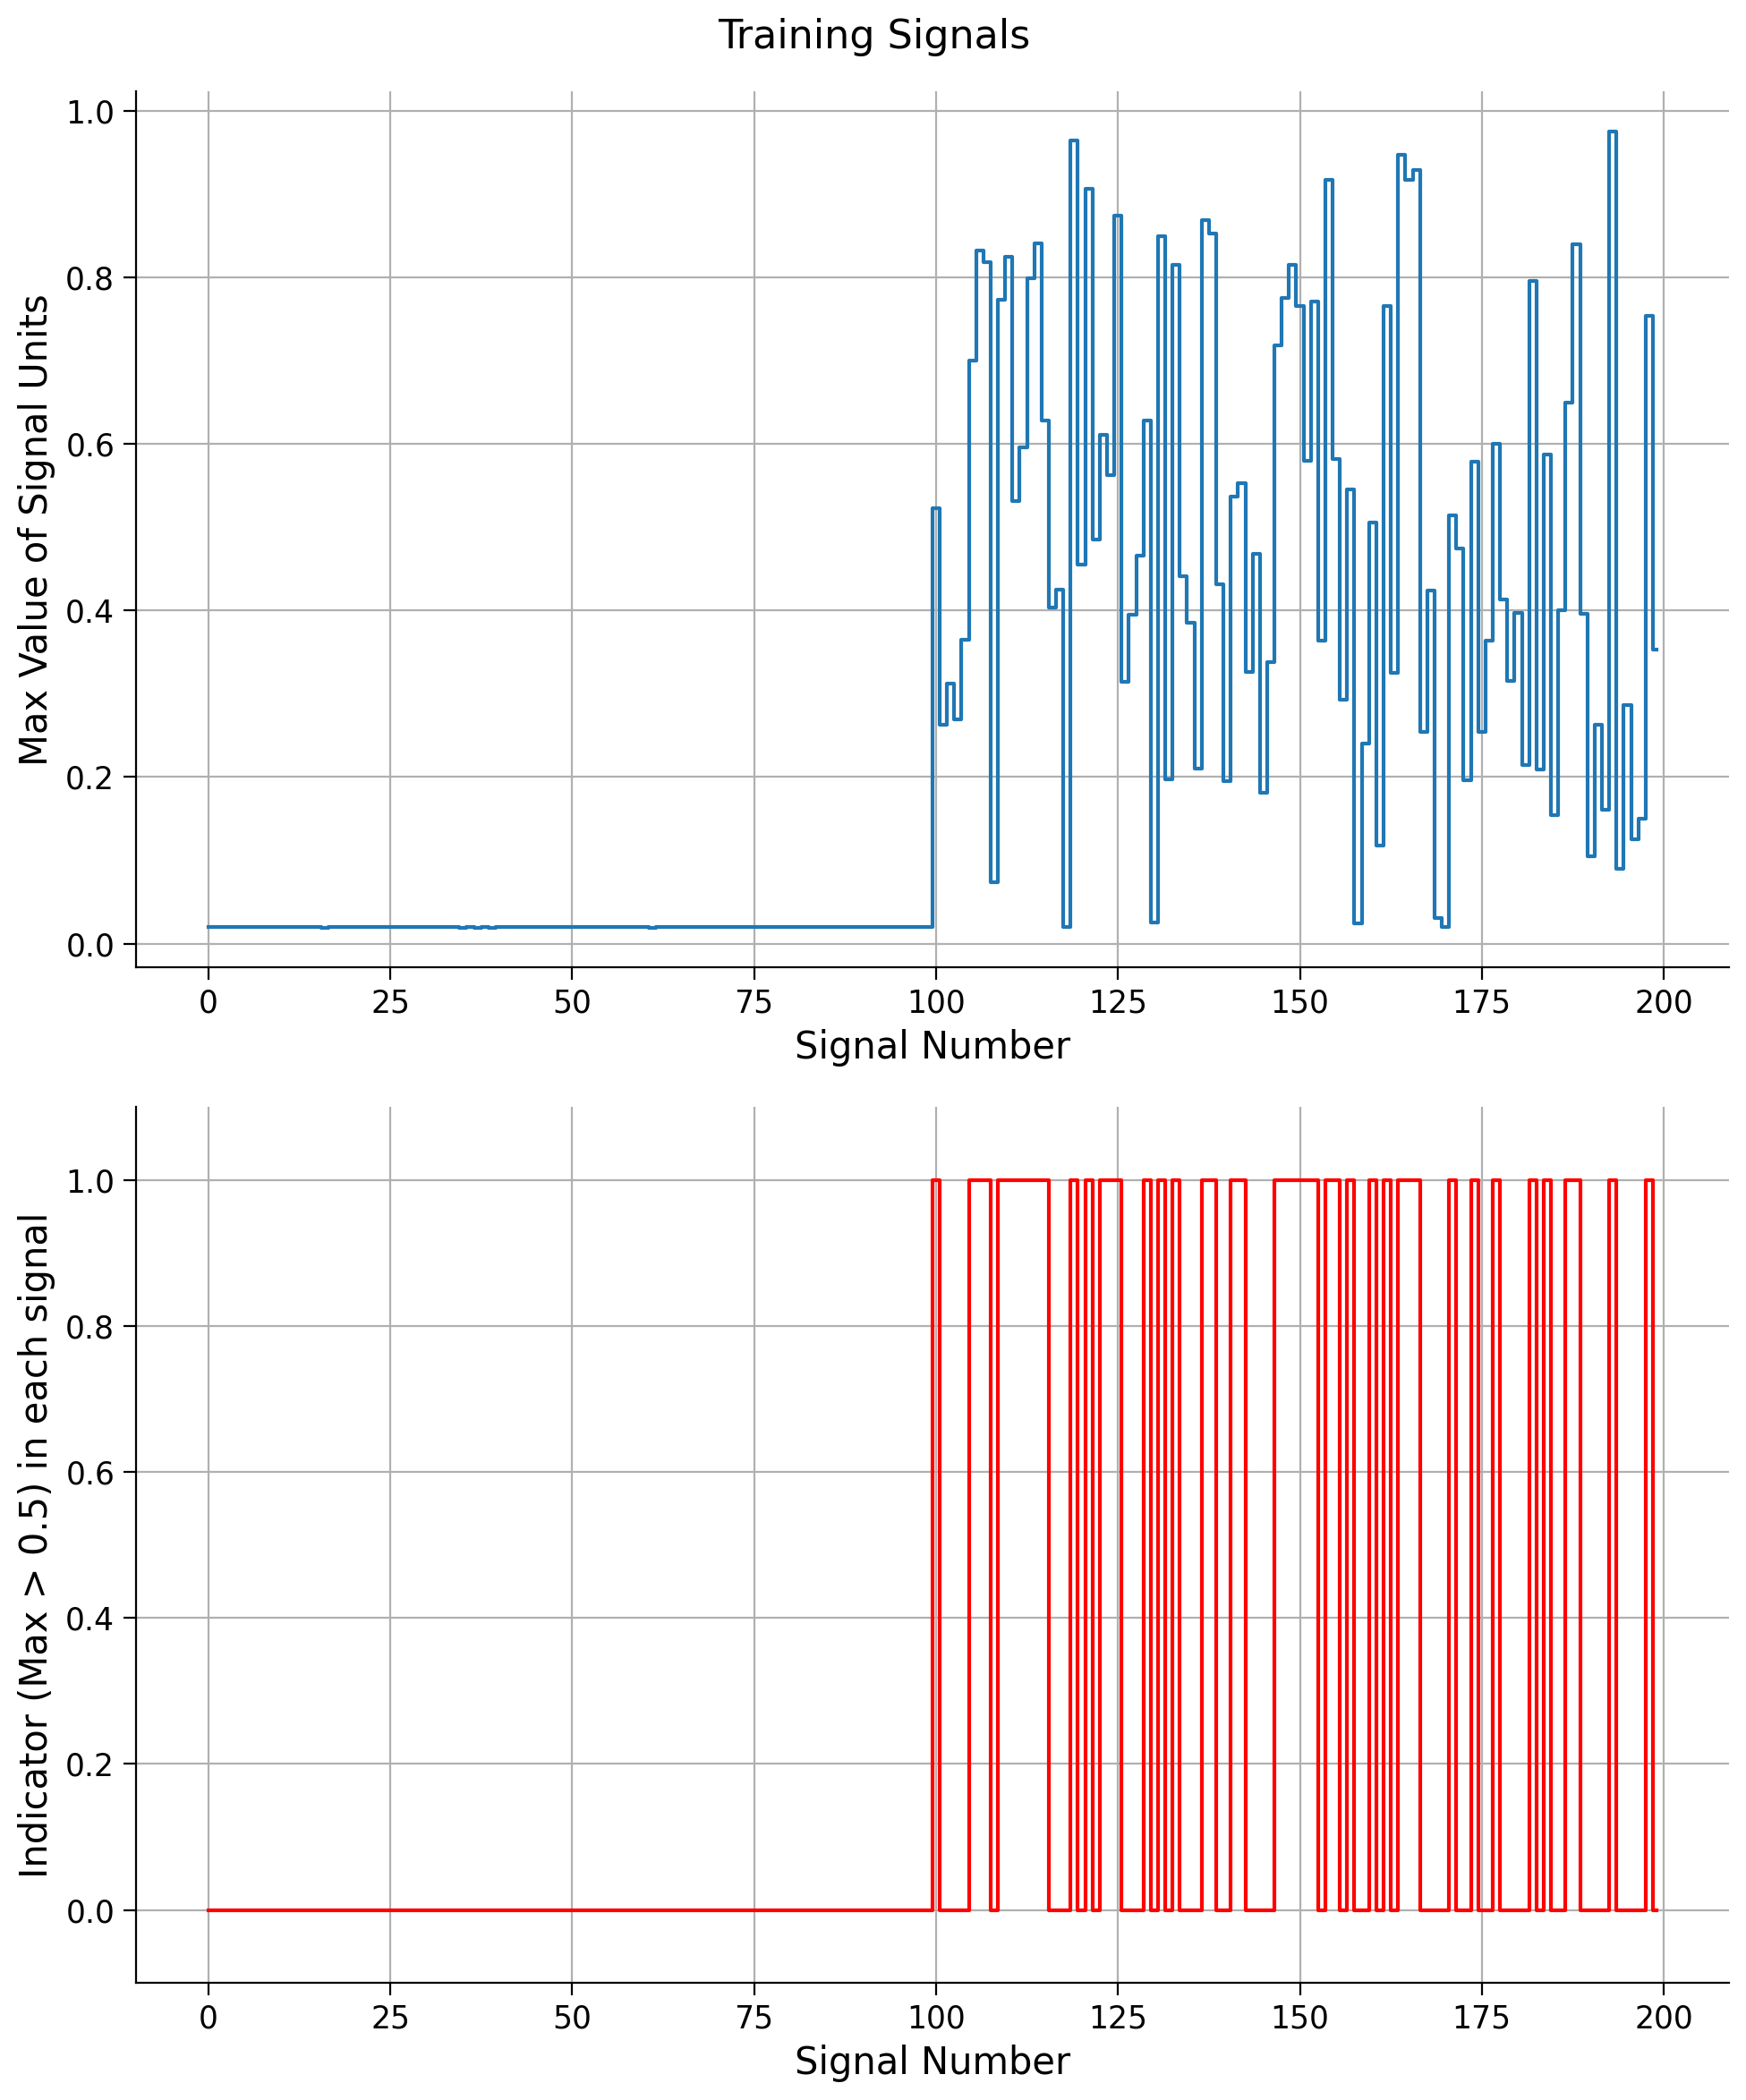 Training Signals
1.0
0.8
0.6
0.4
0.2
0.0
Max Value of Signal Units
0 25 50 75 100 125 150 175 200
Signal Number
1.0
0.8
0.6
0.4
0.2
0.0
Indicator (Max > 0.5) in each signal
0 25 50 75 100 125 150 175 200
Signal Number